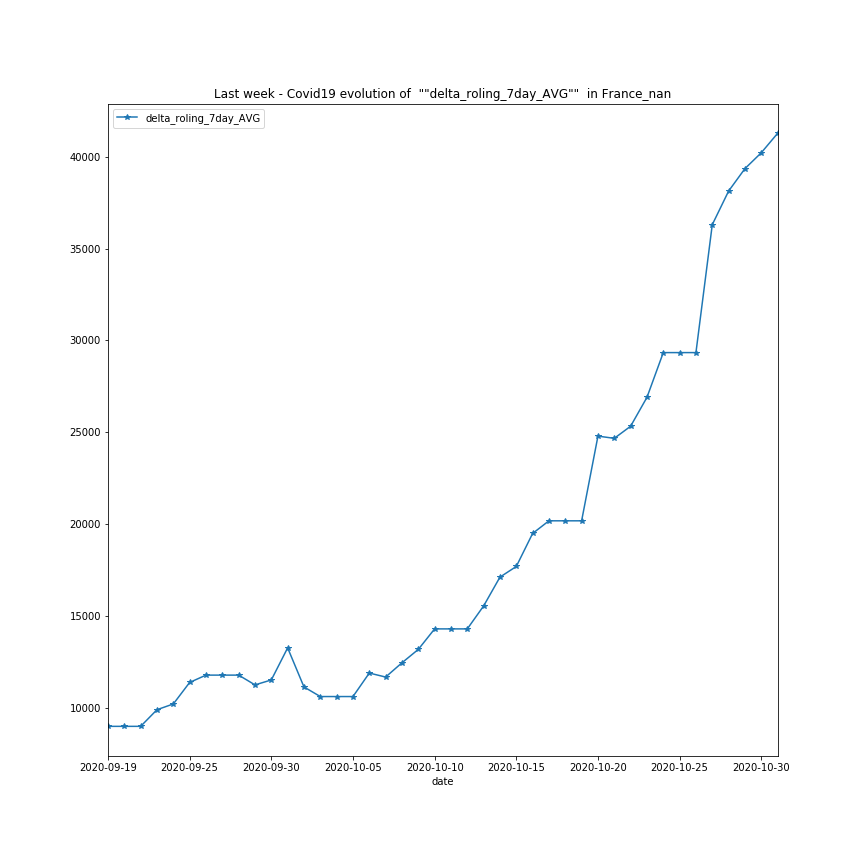 Last week - Covid19 evolution of  ""delta_roling_7day_AVG""  in France_nan
delta_roling_7day_AVG
40000
35000
30000
25000
20000
15000
10000
2020-09-19 2020-09-25 2020-09-30 2020-10-05 2020-10-10 2020-10-15 2020-10-20 2020-10-25 2020-10-30
date